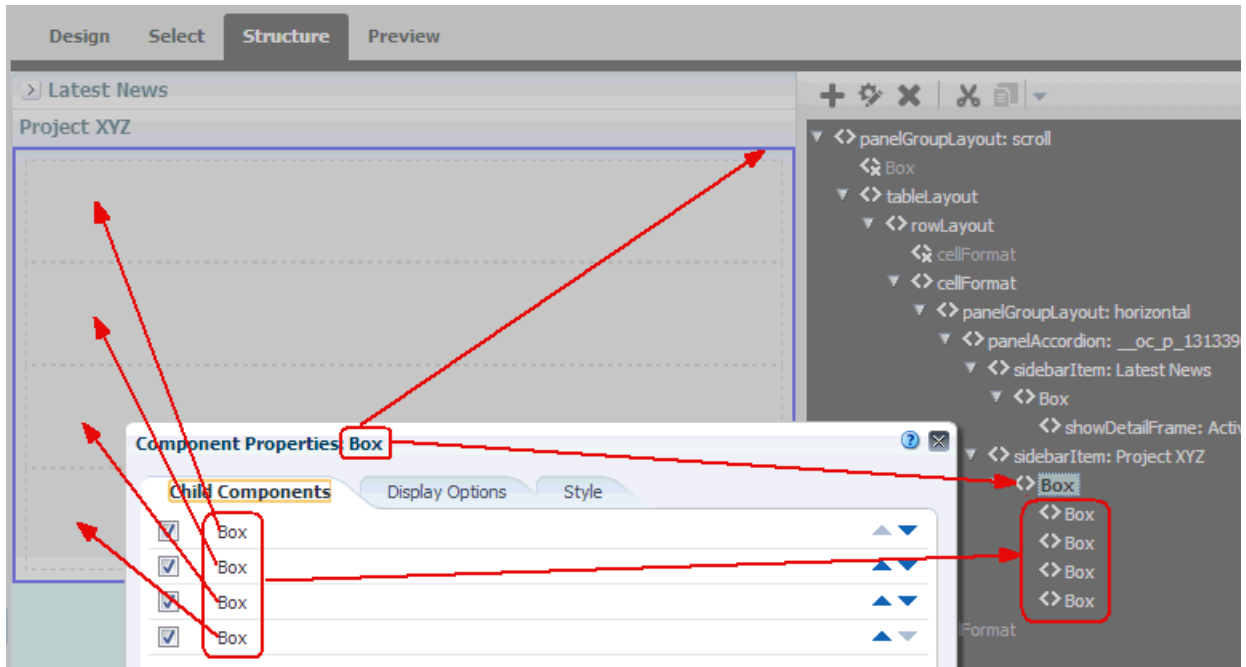 Design Select Structure Preview
Latest News
Project XYZ
panelGroupLayout: scroll
Box
tableLayout
rowLayout
cellFormat
cellFormat
panelGroupLayout: horizontal
panelAccordion: __oc_p_1313390
sidebarItem: Latest News
Box
showDetailFrame: Activ
sidebarItem: Project XYZ
Box
Box
Box
Box
Box
Format
Component Properties: Box
Child Components Display Options Style
Box
Box
Box
Box